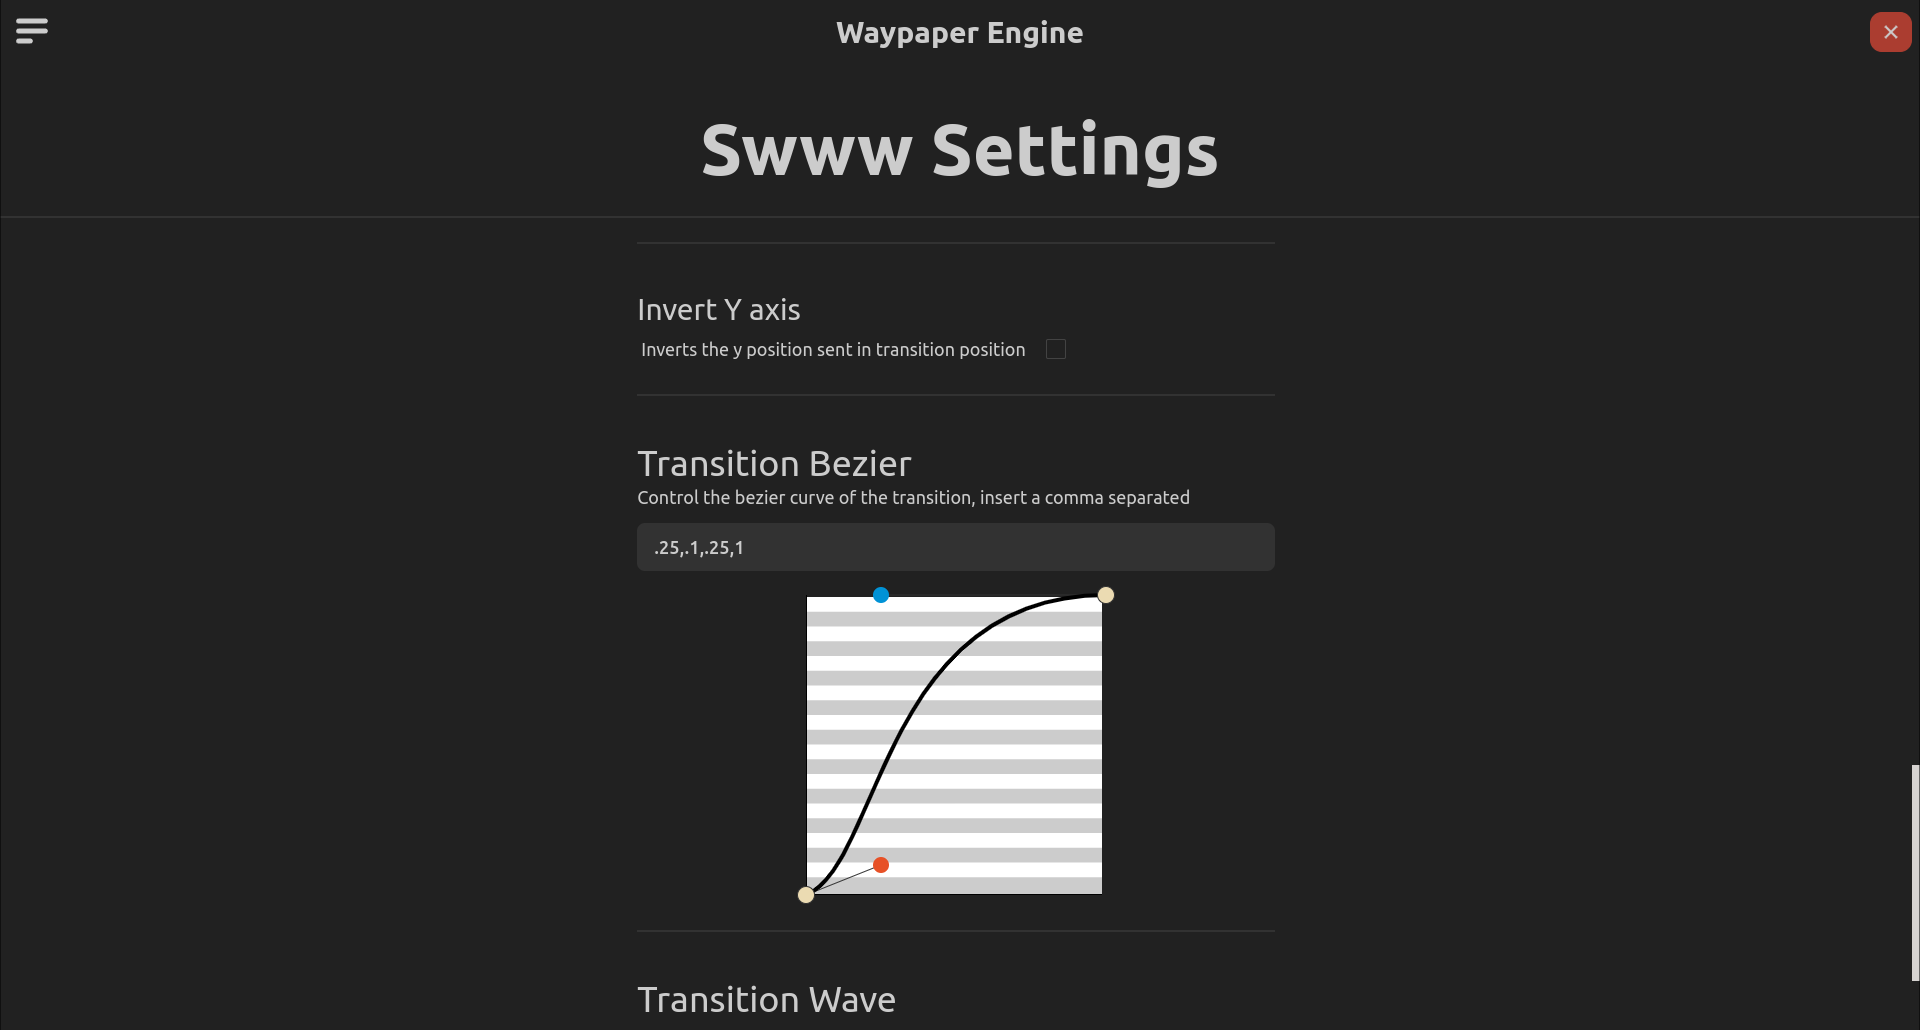 Waypaper Engine
Swww Settings
Invert Y axis
Inverts the y position sent in transition position
Transition Bezier
Control the bezier curve of the transition, insert a comma separated
.25,.1,.25,1
Transition Wave